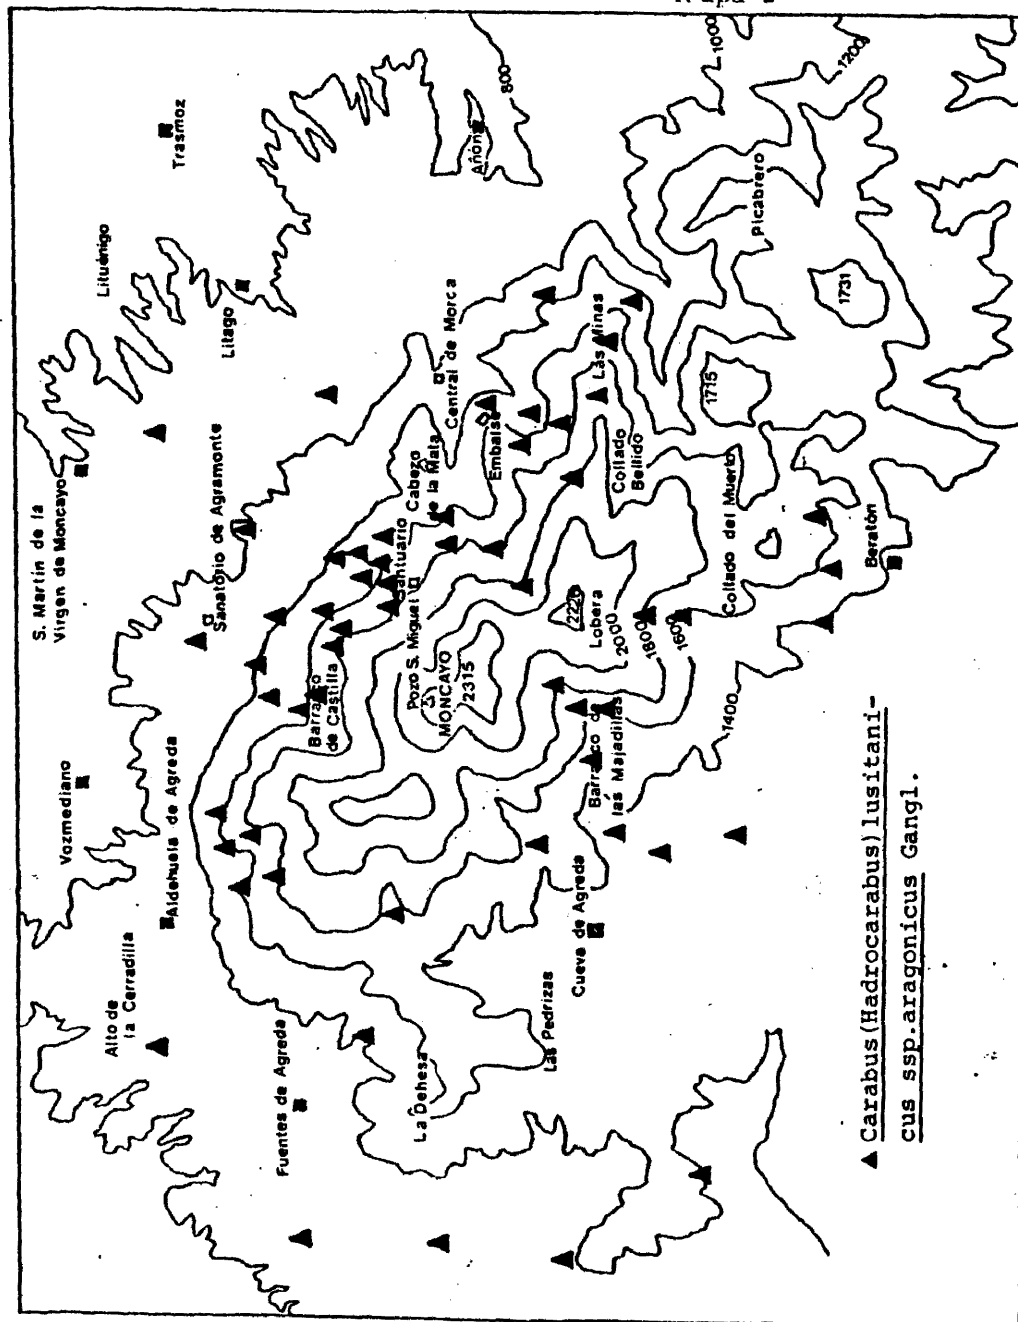 S. Martin de la
Virgen de Moncayo
Lituénigo
Trasmoz
Litago
Vozmediano
Alto de
la Cerradilla
Aldehuela de Agreda
Sanatorio de Agramonte
Fuentes de Agreda
Barranco
de Castilla
Santuario
Cabezo
de la Mata
Central de Morca
Añón
800
1000
1200
La Dehesa
Pozo S. Miguel
MONCAYO
2315
Embalse
Las Pedrizas
Cueva de Agreda
Barranco de
las Majadillas
2226
Lobera
2000
1800
1600
1400
Collado
Bellido
Las Minas
Picabrero
1715
1731
Collado del Muerto
Beratón
▲ Carabus(Hadrocarabus)lusitani-
cus ssp.aragonicus Gangl.